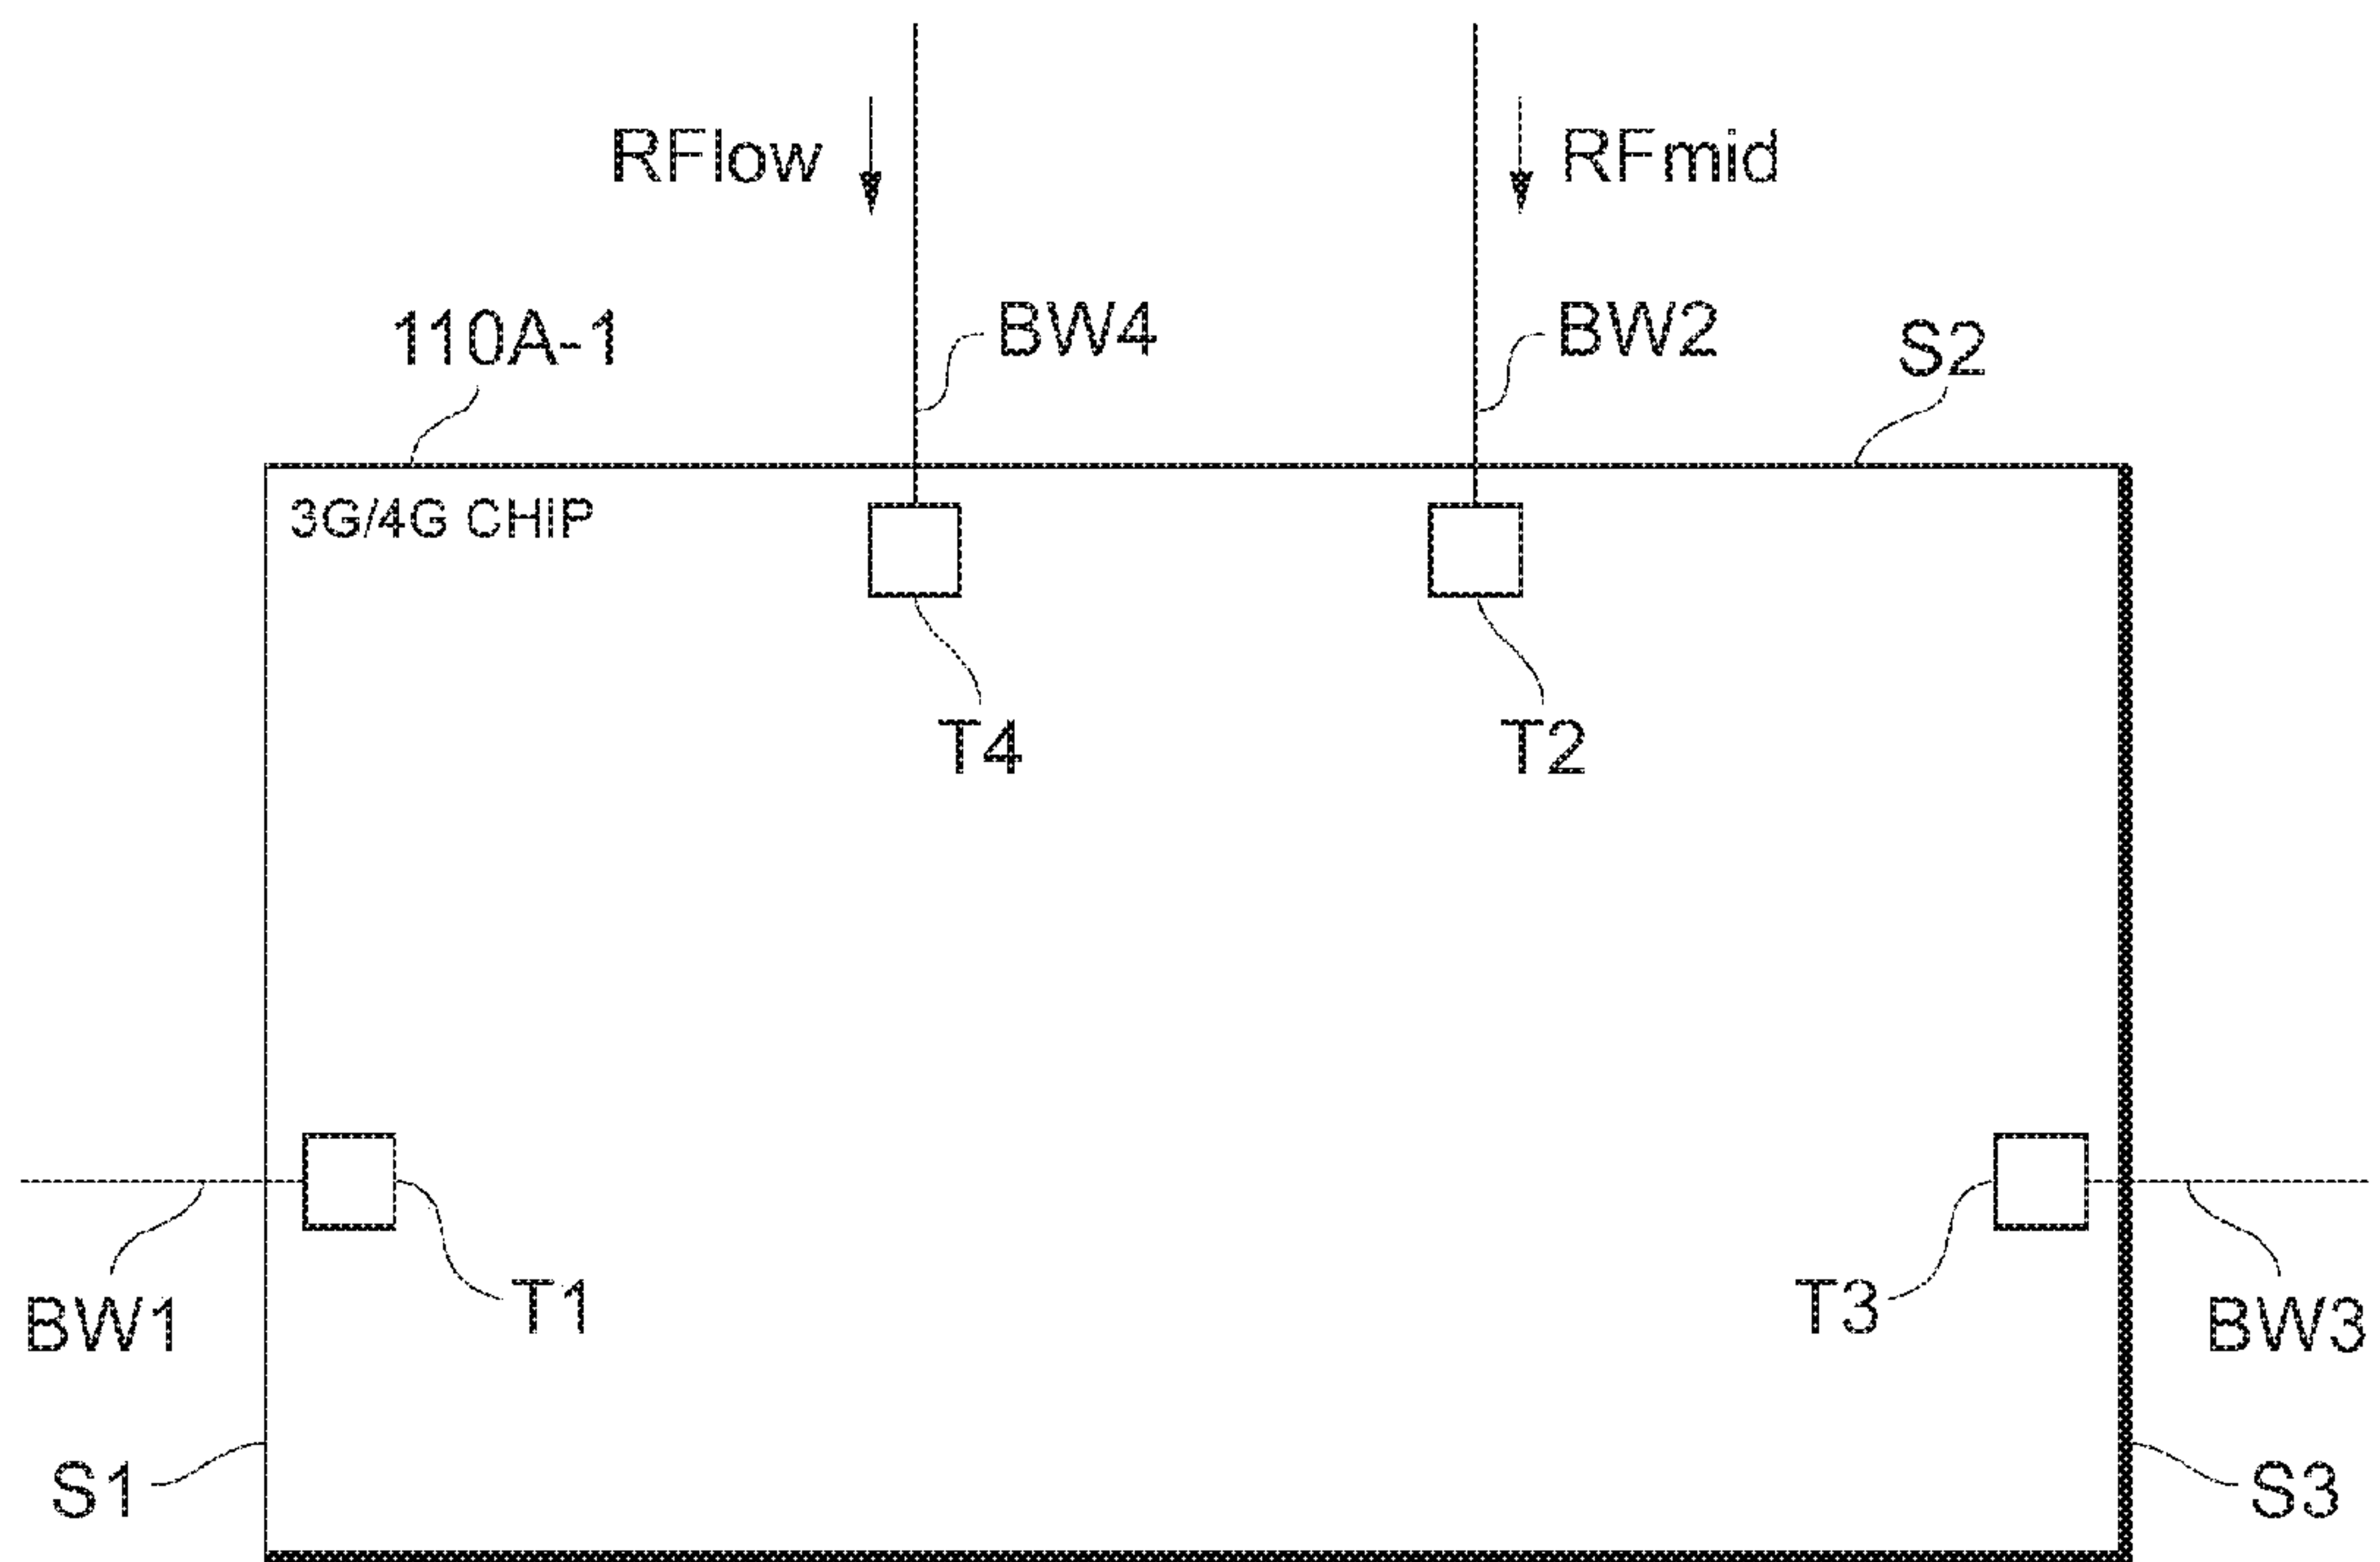 RFlow
RFmid
110A-1
BW4
BW2
S2
3G/4G CHIP
T4
T2
BW1
T1
T3
BW3
S1
S3